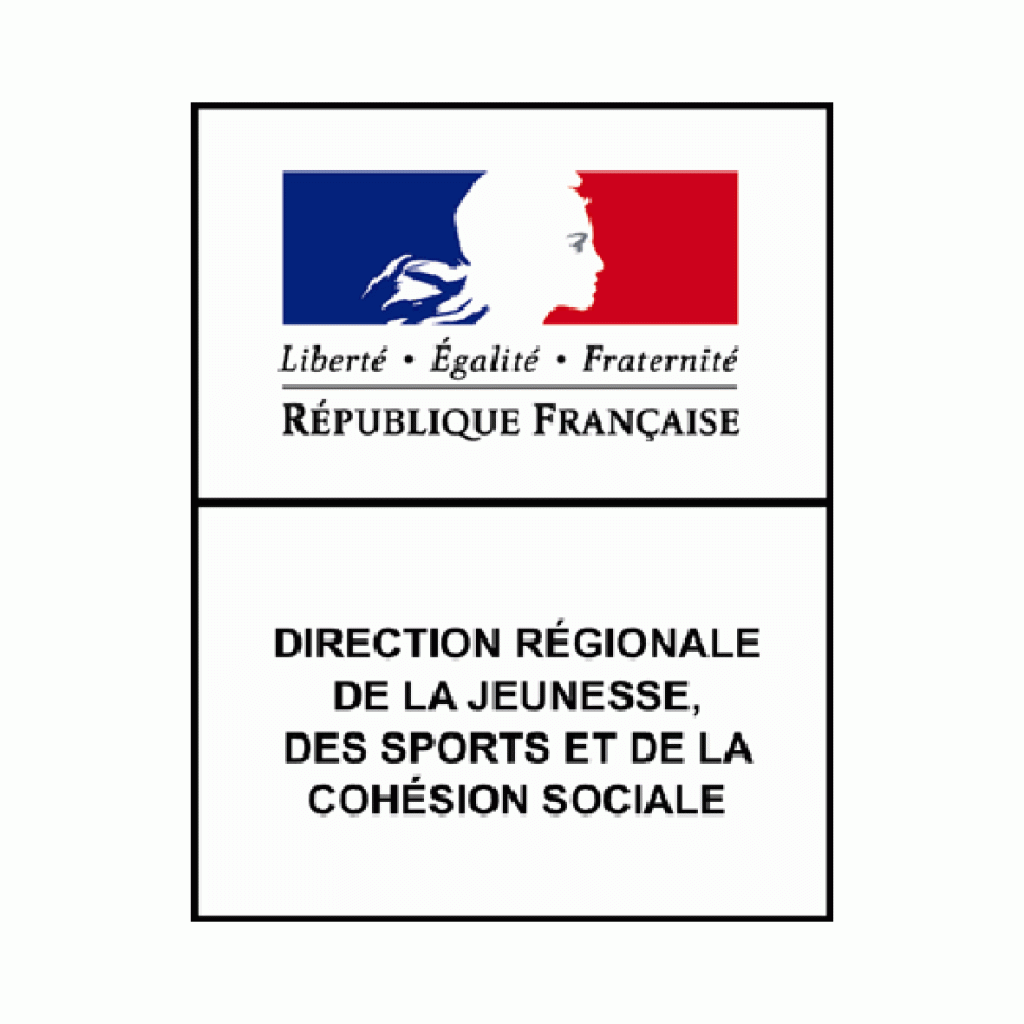 Liberté • Égalité • Fraternité
RÉPUBLIQUE FRANÇAISE
DIRECTION RÉGIONALE
DE LA JEUNESSE,
DES SPORTS ET DE LA
COHÉSION SOCIALE